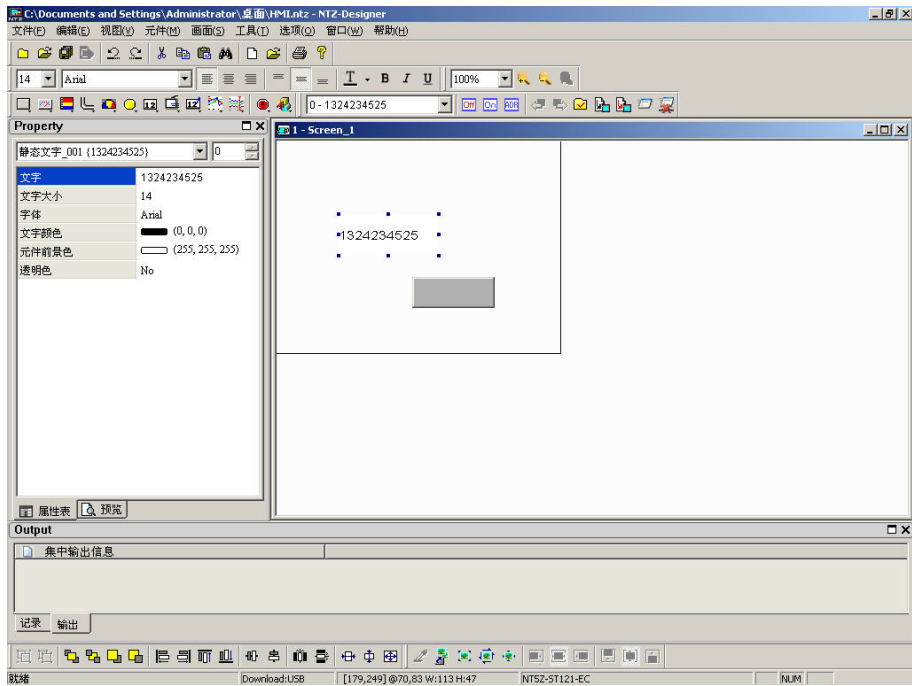 C:\Documents and Settings\Administrator\桌面\HMI.ntz - NTZ-Designer
文件(F) 编辑(E) 视图(V) 元件(M) 画面(S) 工具(T) 选项(O) 窗口(W) 帮助(H)
14 Arial T B I U 100%
0 - 1324234525 Off On ADR
Property
1 - Screen_1
静态文字_001 {1324234525} 0
文字 1324234525
文字大小 14
字体 Arial
文字颜色 (0, 0, 0)
元件前景色 (255, 255, 255)
透明色 No
1324234525
属性表 预览
Output
集中输出信息
记录 输出
就绪 Download:USB [179,249] @70,83 W:113 H:47 NT5Z-ST121-EC NUM